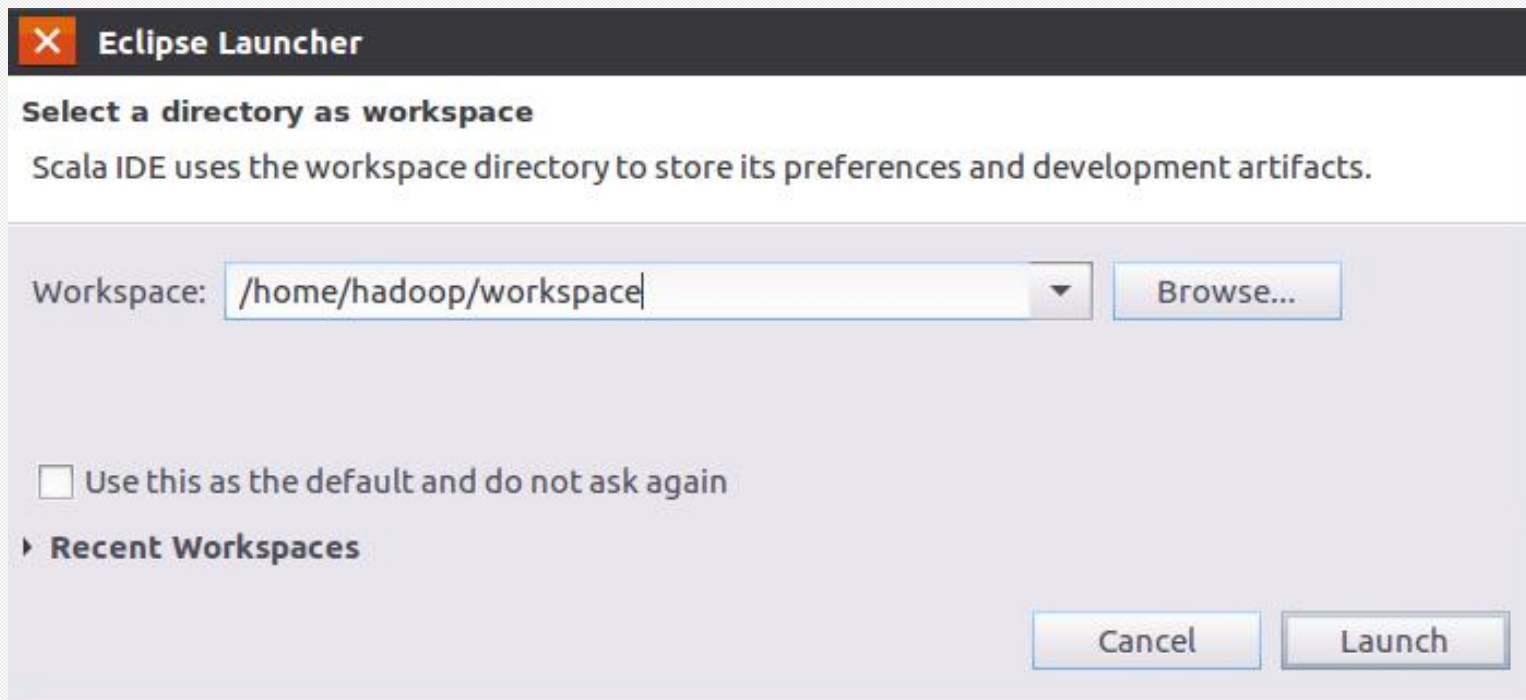 Eclipse Launcher
Select a directory as workspace
Scala IDE uses the workspace directory to store its preferences and development artifacts.
Workspace: /home/hadoop/workspace Browse...
Use this as the default and do not ask again
Recent Workspaces
Cancel Launch